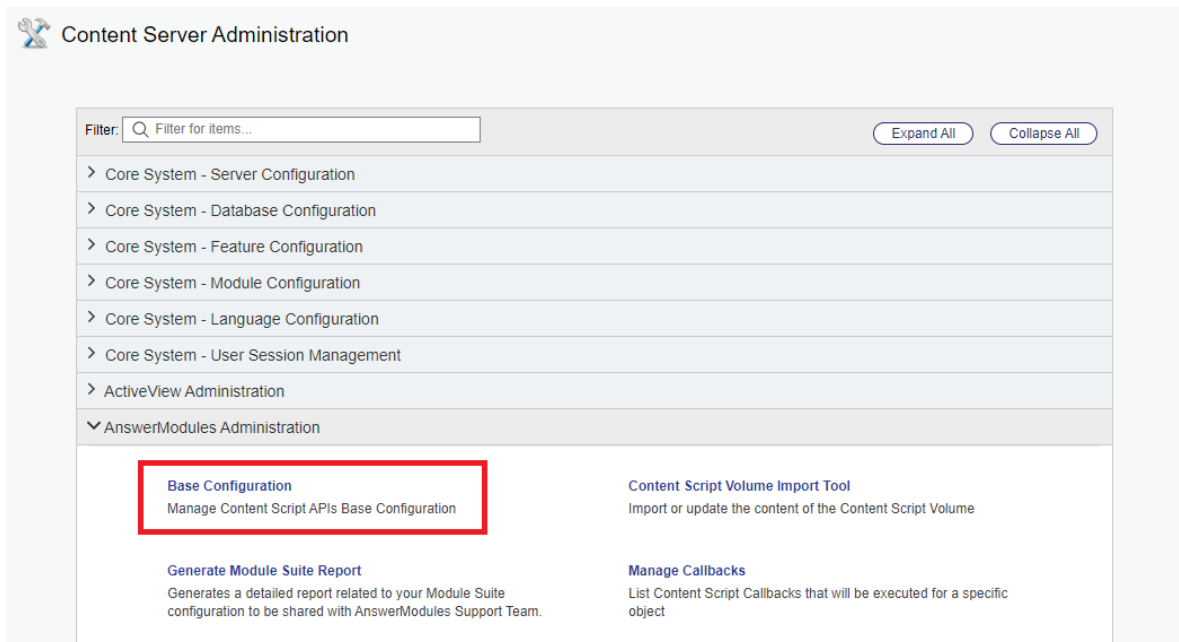 Content Server Administration
Filter: Filter for items...
Expand All
Collapse All
Core System - Server Configuration
Core System - Database Configuration
Core System - Feature Configuration
Core System - Module Configuration
Core System - Language Configuration
Core System - User Session Management
ActiveView Administration
AnswerModules Administration
Base Configuration
Manage Content Script APIs Base Configuration
Content Script Volume Import Tool
Import or update the content of the Content Script Volume
Generate Module Suite Report
Generates a detailed report related to your Module Suite
configuration to be shared with AnswerModules Support Team.
Manage Callbacks
List Content Script Callbacks that will be executed for a specific
object